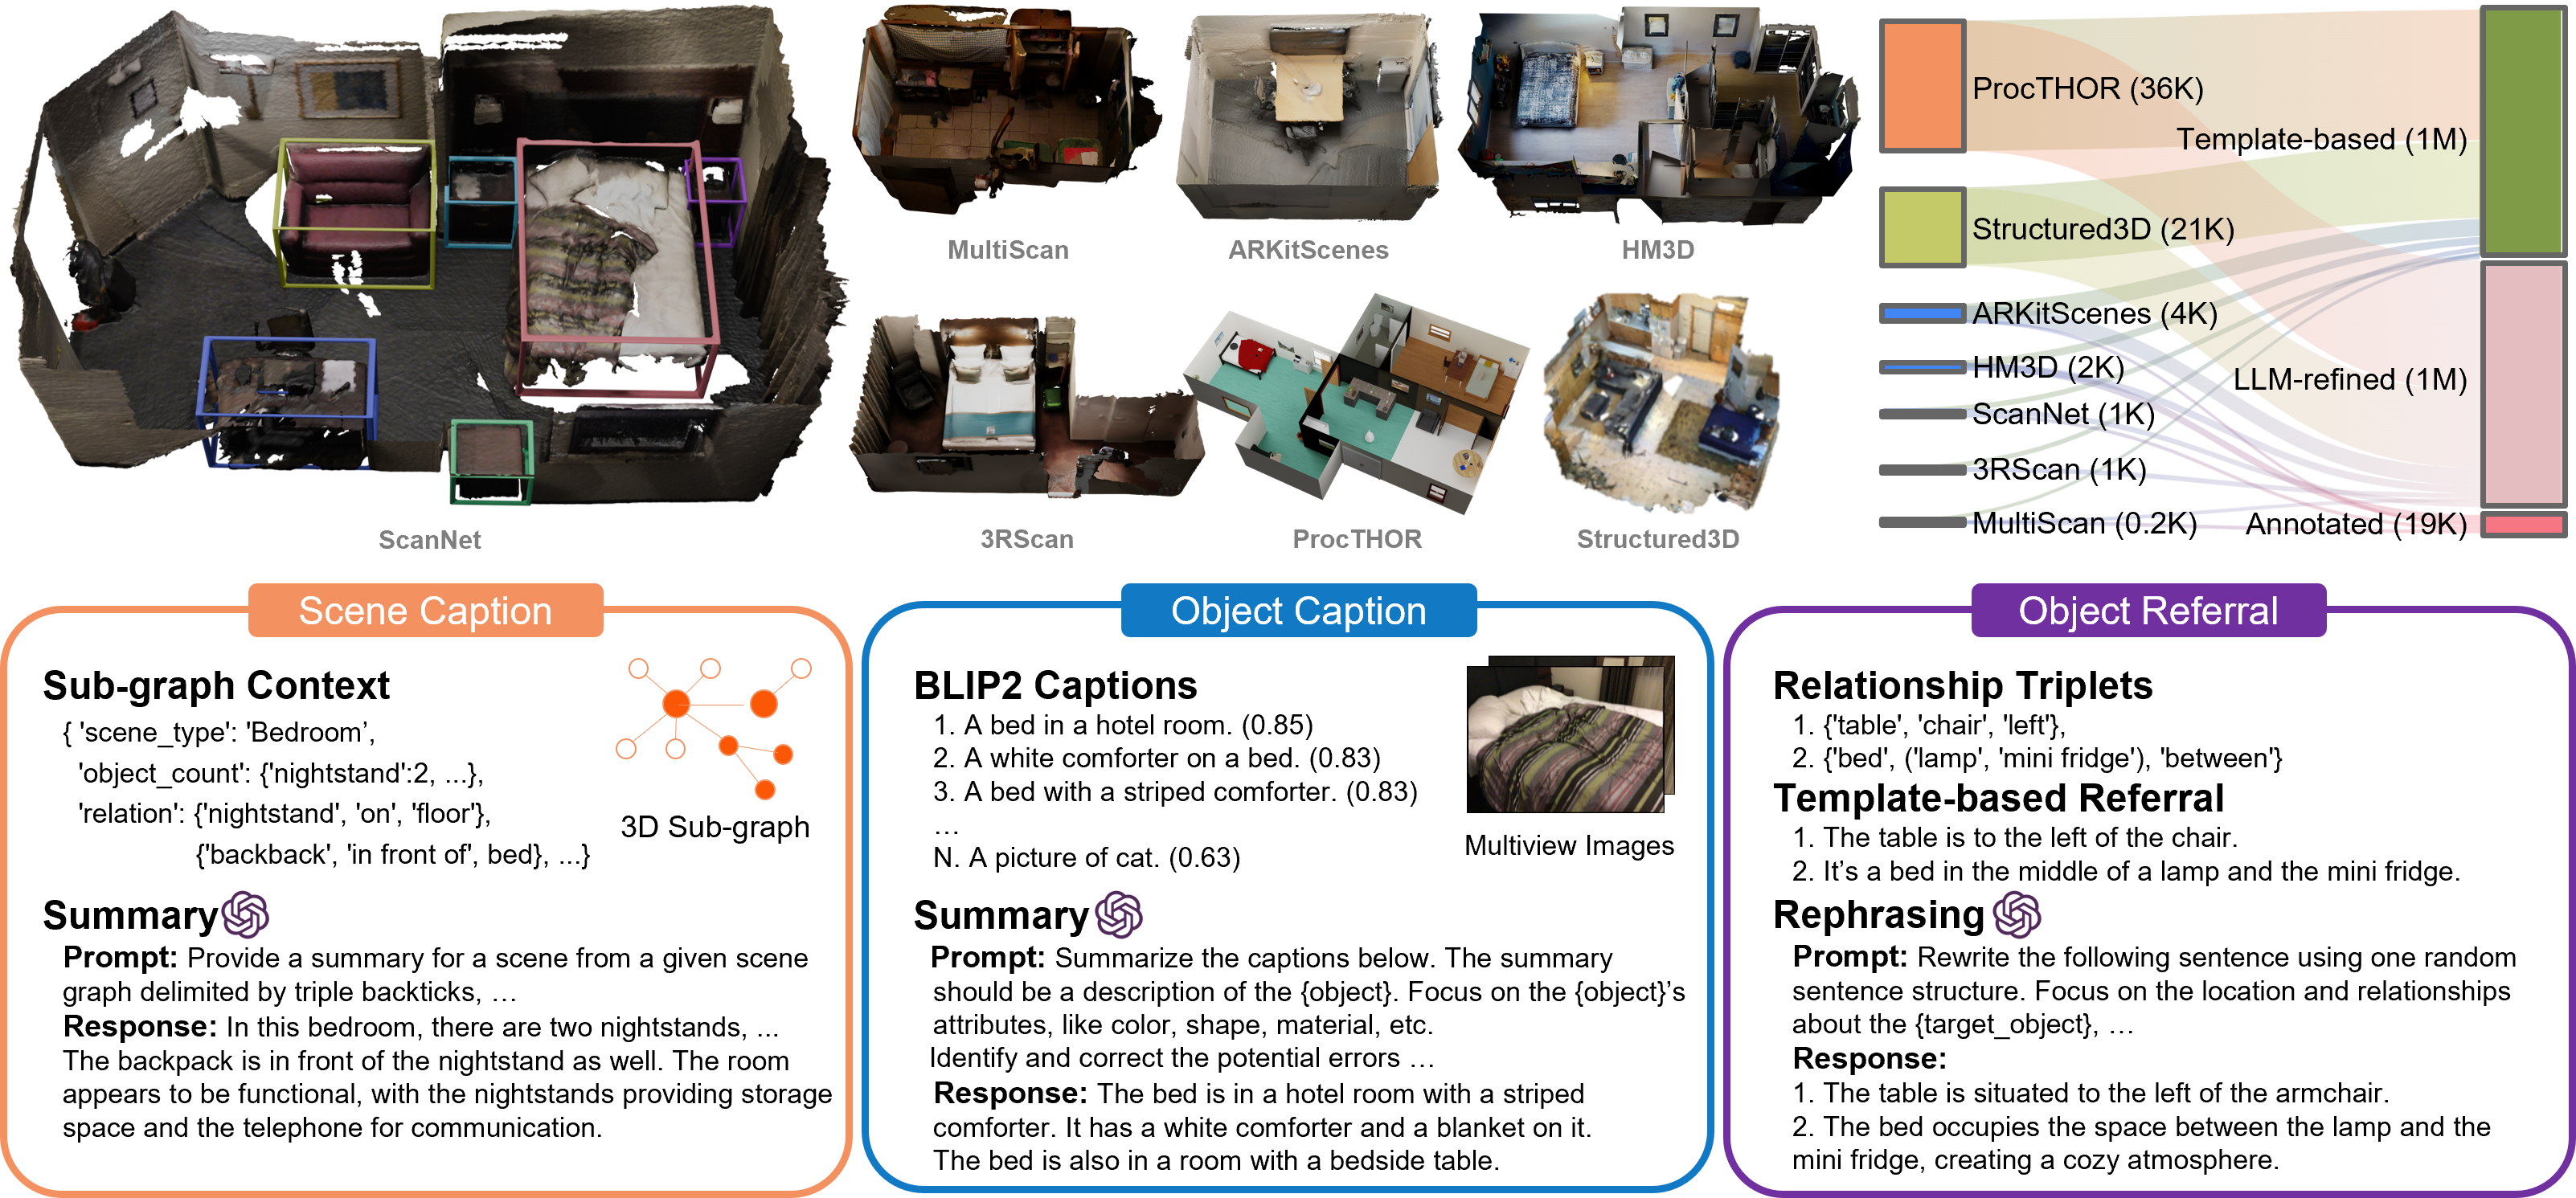 ScanNet
MultiScan
ARKitScenes
HM3D
3RScan
ProcTHOR
Structured3D
ProcTHOR (36K)
Structured3D (21K)
ARKitScenes (4K)
HM3D (2K)
ScanNet (1K)
3RScan (1K)
MultiScan (0.2K)
Template-based (1M)
LLM-refined (1M)
Annotated (19K)
Scene Caption
Sub-graph Context
{ 'scene_type': 'Bedroom’,
'object_count': {'nightstand':2, ...},
'relation': {'nightstand', 'on', 'floor'},
{'backback', 'in front of', bed}, ...}
3D Sub-graph
Summary
Prompt: Provide a summary for a scene from a given scene
graph delimited by triple backticks, …
Response: In this bedroom, there are two nightstands, ...
The backpack is in front of the nightstand as well. The room
appears to be functional, with the nightstands providing storage
space and the telephone for communication.
Object Caption
BLIP2 Captions
1. A bed in a hotel room. (0.85)
2. A white comforter on a bed. (0.83)
3. A bed with a striped comforter. (0.83)
…
N. A picture of cat. (0.63)
Multiview Images
Summary
Prompt: Summarize the captions below. The summary
should be a description of the {object}. Focus on the {object}’s
attributes, like color, shape, material, etc.
Identify and correct the potential errors …
Response: The bed is in a hotel room with a striped
comforter. It has a white comforter and a blanket on it.
The bed is also in a room with a bedside table.
Object Referral
Relationship Triplets
1. {'table', 'chair', 'left'},
2. {'bed', ('lamp', 'mini fridge'), 'between'}
Template-based Referral
1. The table is to the left of the chair.
2. It’s a bed in the middle of a lamp and the mini fridge.
Rephrasing
Prompt: Rewrite the following sentence using one random
sentence structure. Focus on the location and relationships
about the {target_object}, …
Response:
1. The table is situated to the left of the armchair.
2. The bed occupies the space between the lamp and the
mini fridge, creating a cozy atmosphere.